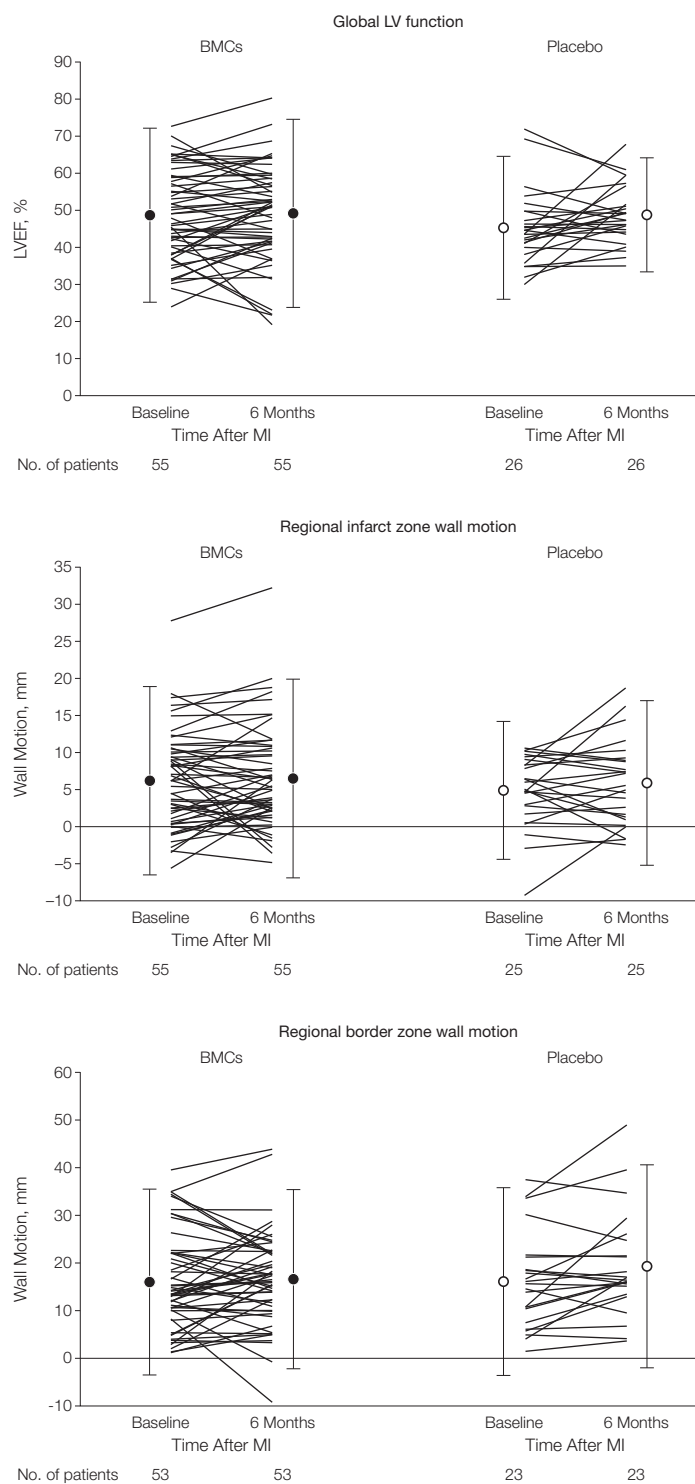 Global LV function
BMCs Placebo
90
80
70
60
50
40
30
20
10
0
LVEF, %
Baseline 6 Months Baseline 6 Months
Time After MI Time After MI
No. of patients 55 55 26 26
Regional infarct zone wall motion
BMCs Placebo
35
30
25
20
15
10
5
0
–5
–10
Wall Motion, mm
Baseline 6 Months Baseline 6 Months
Time After MI Time After MI
No. of patients 55 55 25 25
Regional border zone wall motion
BMCs Placebo
60
50
40
30
20
10
0
-10
Wall Motion, mm
Baseline 6 Months Baseline 6 Months
Time After MI Time After MI
No. of patients 53 53 23 23